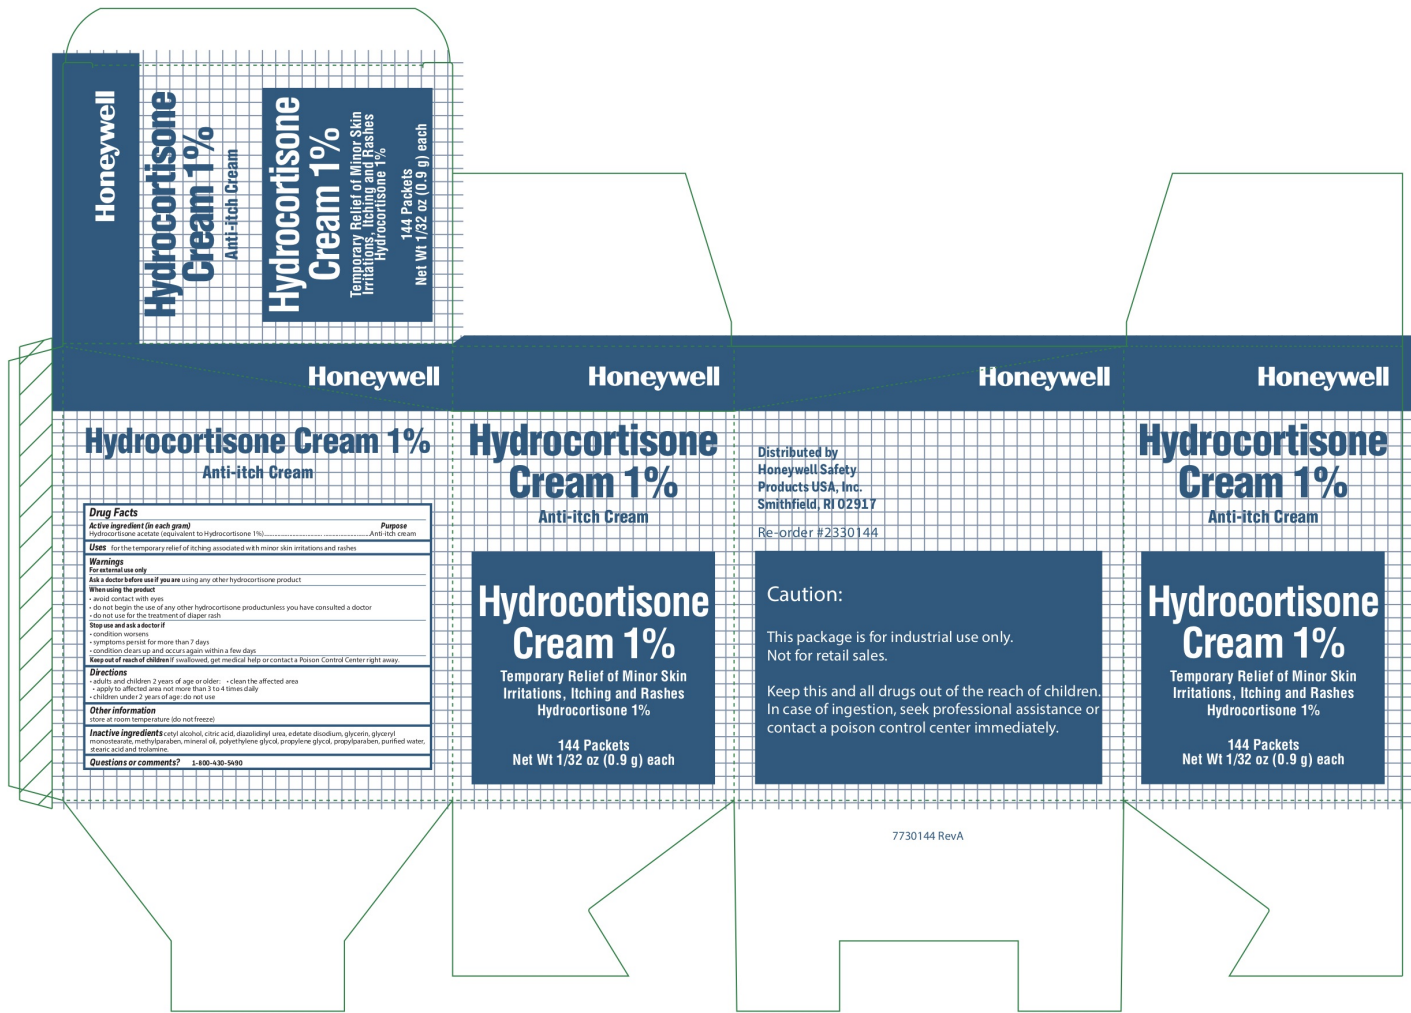 Honeywell
Hydrocortisone
Cream 1%
Anti-itch Cream
Hydrocortisone
Cream 1%
Temporary Relief of Minor Skin
Irritations, Itching and Rashes
Hydrocortisone 1%
144 Packets
Net Wt 1/32 oz (0.9 g) each
Honeywell
Hydrocortisone Cream 1%
Anti-itch Cream
Drug Facts
Active ingredient (in each gram) Purpose
Hydrocortisone acetate (equivalent to Hydrocortisone 1%)..................................................Anti-itch cream
Uses for the temporary relief of itching associated with minor skin irritations and rashes
Warnings
For external use only
Ask a doctor before use if you are using any other hydrocortisone product
When using the product
• avoid contact with eyes
• do not begin the use of any other hydrocortisone productunless you have consulted a doctor
• do not use for the treatment of diaper rash
Stop use and ask a doctor if
• condition worsens
• symptoms persist for more than 7 days
• condition clears up and occurs again within a few days
Keep out of reach of children If swallowed, get medical help or contact a Poison Control Center right away.
Directions
• adults and children 2 years of age or older: • clean the affected area
• apply to affected area not more than 3 to 4 times daily
• children under 2 years of age: do not use
Other information
store at room temperature (do not freeze)
Inactive ingredients cetyl alcohol, citric acid, diazolidinyl urea, edetate disodium, glycerin, glyceryl
monostearate, methylparaben, mineral oil, polyethylene glycol, propylene glycol, propylparaben, purified water,
stearic acid and trolamine.
Questions or comments? 1-800-430-5490
Honeywell
Hydrocortisone
Cream 1%
Anti-itch Cream
Hydrocortisone
Cream 1%
Temporary Relief of Minor Skin
Irritations, Itching and Rashes
Hydrocortisone 1%
144 Packets
Net Wt 1/32 oz (0.9 g) each
Honeywell
Distributed by
Honeywell Safety
Products USA, Inc.
Smithfield, RI 02917
Re-order #2330144
Caution:
This package is for industrial use only.
Not for retail sales.
Keep this and all drugs out of the reach of children.
In case of ingestion, seek professional assistance or
contact a poison control center immediately.
7730144 RevA
Honeywell
Hydrocortisone
Cream 1%
Anti-itch Cream
Hydrocortisone
Cream 1%
Temporary Relief of Minor Skin
Irritations, Itching and Rashes
Hydrocortisone 1%
144 Packets
Net Wt 1/32 oz (0.9 g) each